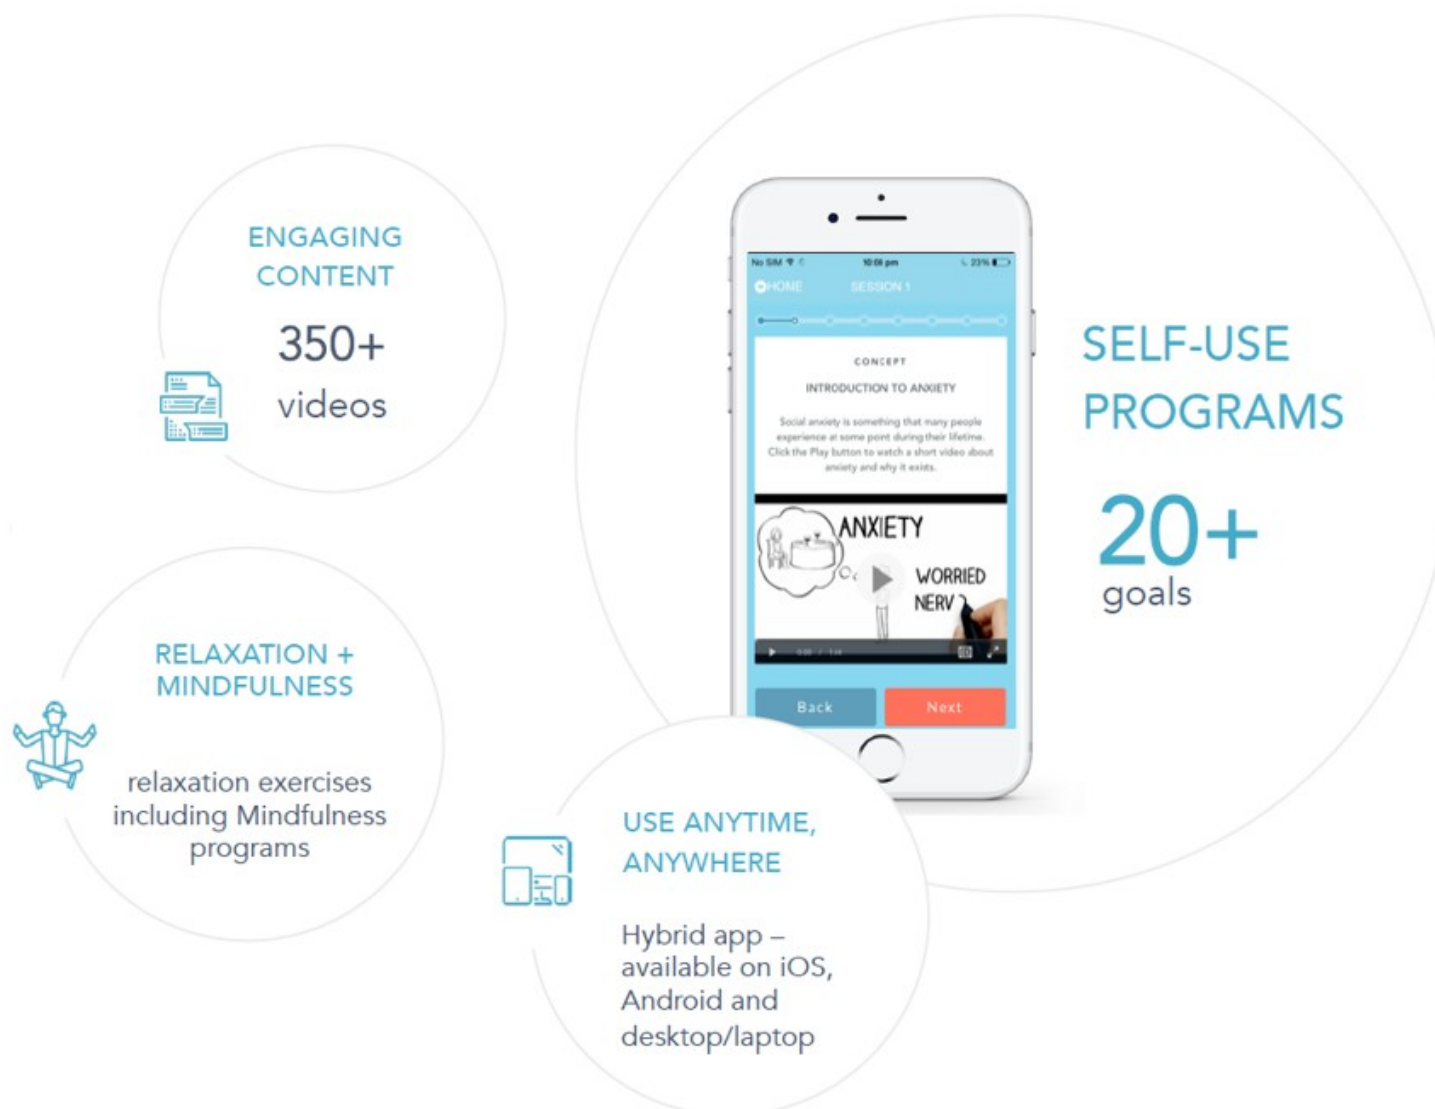 ENGAGING
CONTENT
350+
videos
RELAXATION +
MINDFULNESS
relaxation exercises
including Mindfulness
programs
USE ANYTIME,
ANYWHERE
Hybrid app –
available on iOS,
Android and
desktop/laptop
No SIM 10:06 pm 23%
HOME SESSION 1
CONCEPT
INTRODUCTION TO ANXIETY
Social anxiety is something that many people
experience at some point during their lifetime.
Click the Play button to watch a short video about
anxiety and why it exists.
ANXIETY
WORRIED
NERV
0:00 /
Back Next
SELF-USE
PROGRAMS
20+
goals